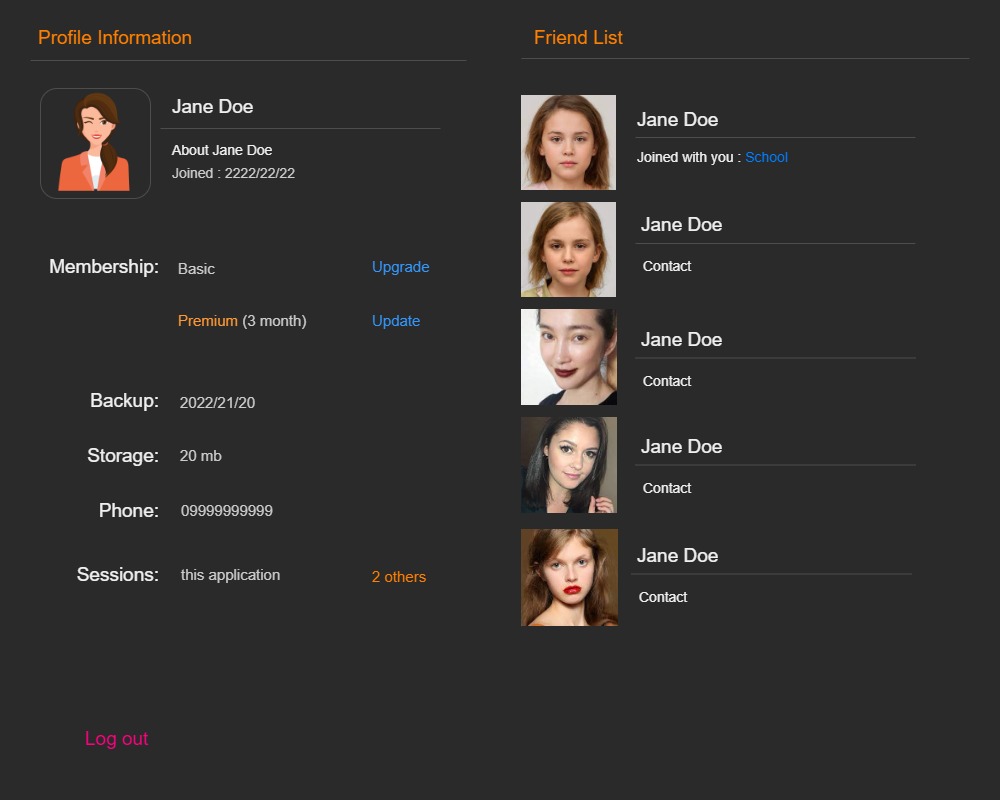 Profile Information
Jane Doe
About Jane Doe
Joined : 2222/22/22
Membership: Basic Upgrade
Premium (3 month) Update
Backup: 2022/21/20
Storage: 20 mb
Phone: 09999999999
Sessions: this application 2 others
Log out
Friend List
Jane Doe
Joined with you : School
Jane Doe
Contact
Jane Doe
Contact
Jane Doe
Contact
Jane Doe
Contact